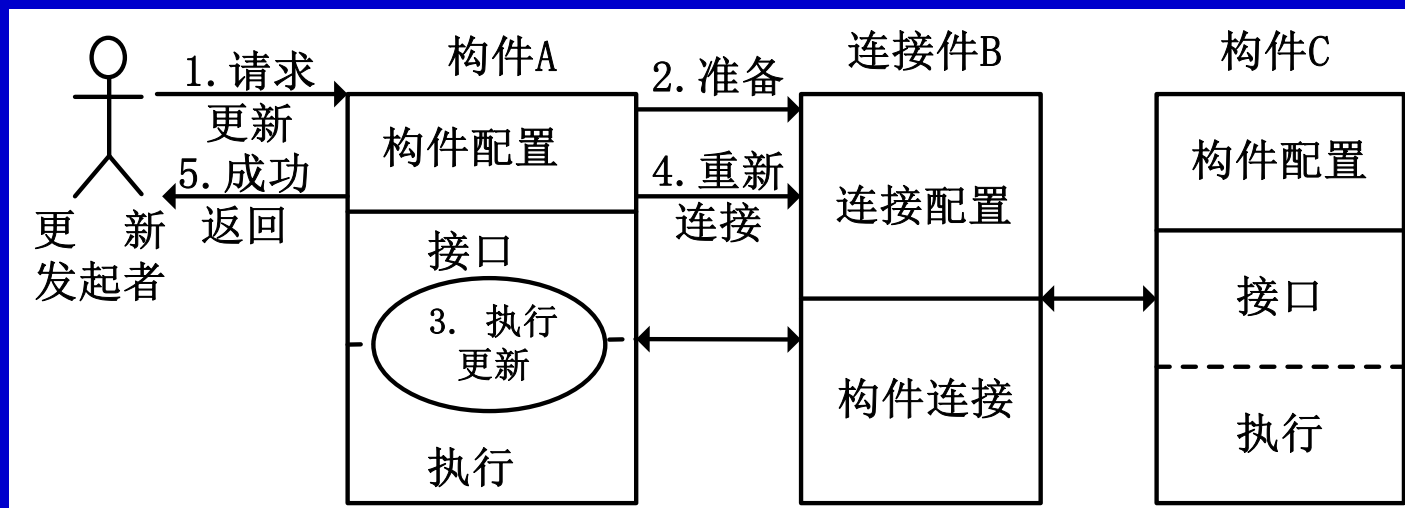 构件A
连接件B
构件C
1.请求
更新
2.准备
构件配置
构件配置
5.成功
返回
4.重新
连接
连接配置
更 新
发起者
接口
接口
3. 执行
更新
构件连接
执行
执行